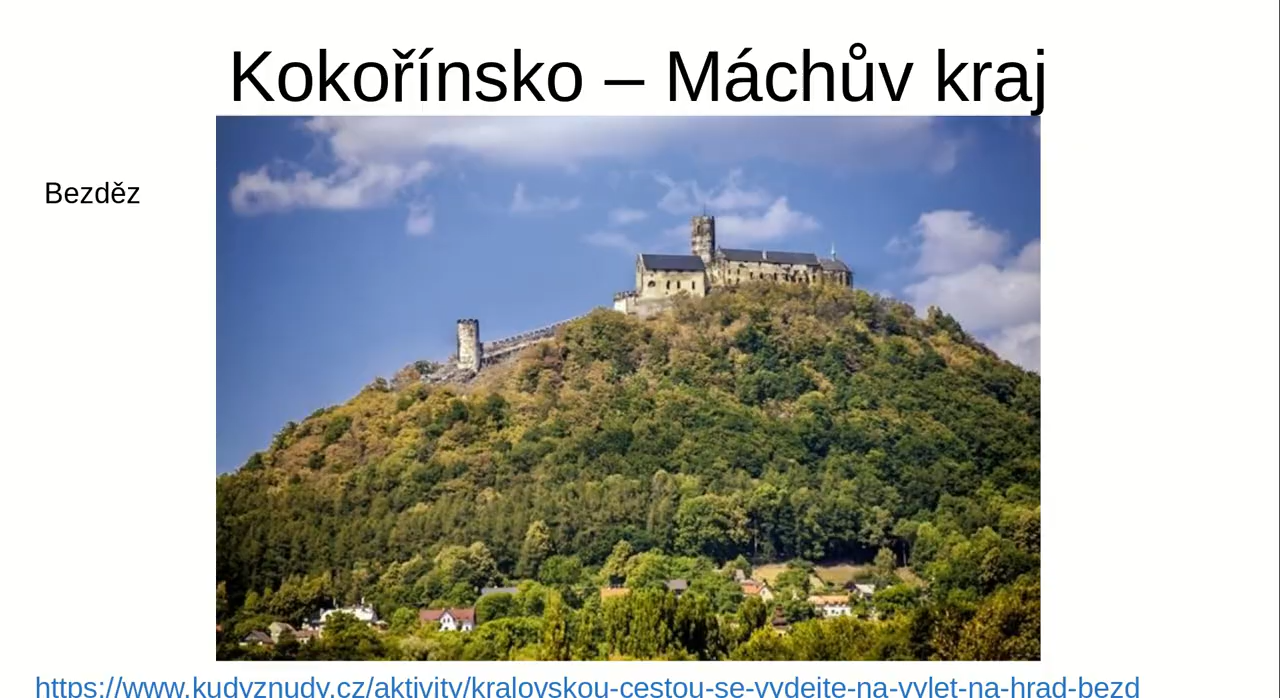 Kokořínsko – Máchův kraj
Bezděz
https://www.kudyznudy.cz/aktivity/kralovskou-cestou-se-vydejte-na-vylet-na-hrad-bezd